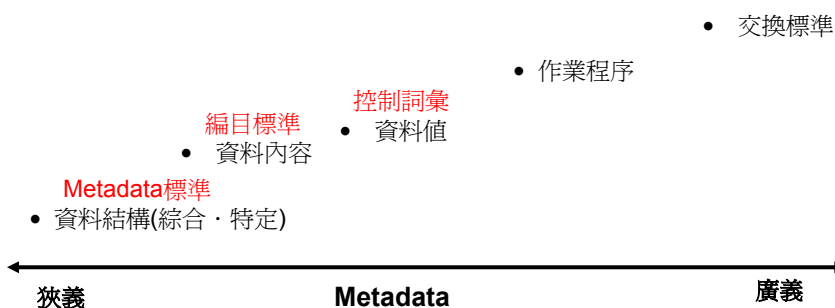 • 交換標準
• 作業程序
控制詞彙
• 資料值
編目標準
• 資料內容
Metadata標準
• 資料結構(綜合‧特定)
狹義 Metadata 廣義